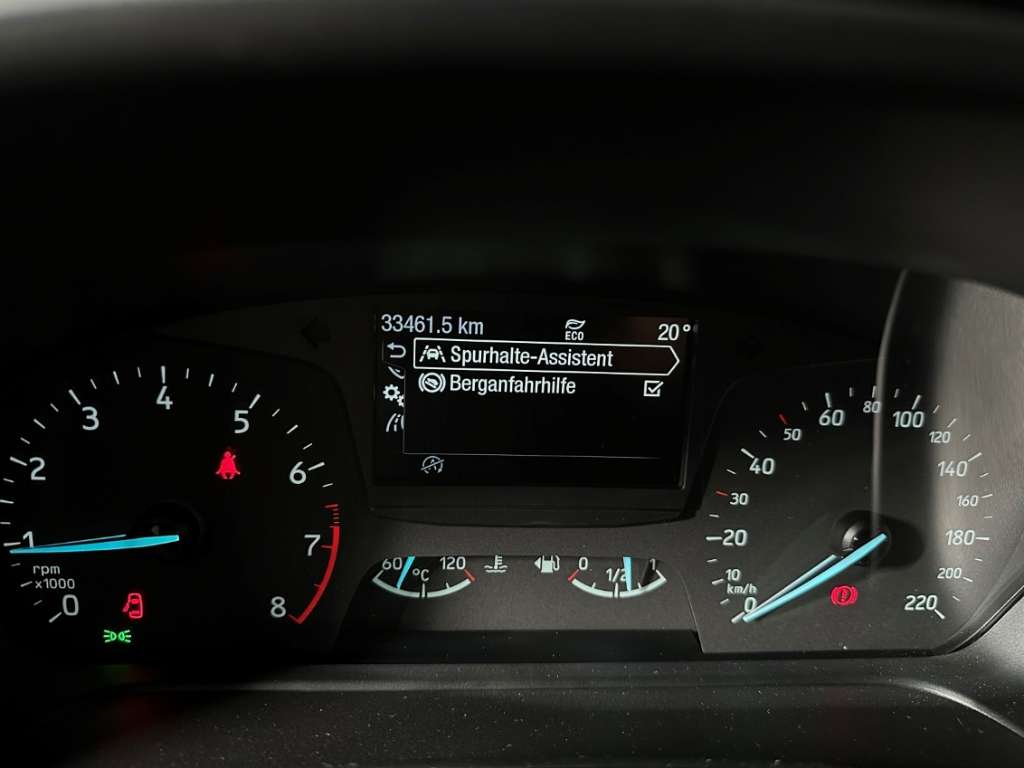 33461.5 km ECO 20°
Spurhalte-Assistent
Berganfahrhilfe
0 1 2 3 4 5 6 7 8
rpm
x1000
60 °C 120
0 1/2 1
0 10 20 30 40 50 60 80 100 120 140 160 180 200 220
km/h